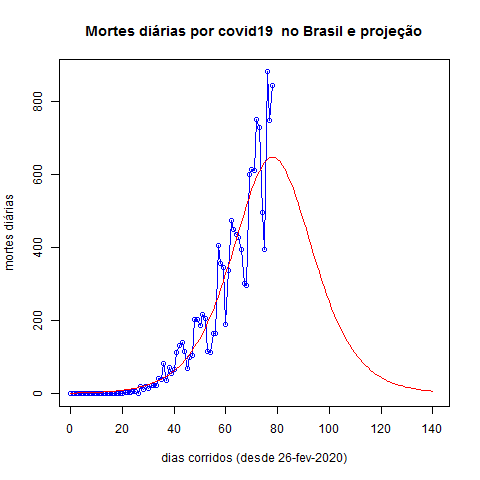 Mortes diárias por covid19  no Brasil e projeção
mortes diárias
800
600
400
200
0
0 20 40 60 80 100 120 140
dias corridos (desde 26-fev-2020)